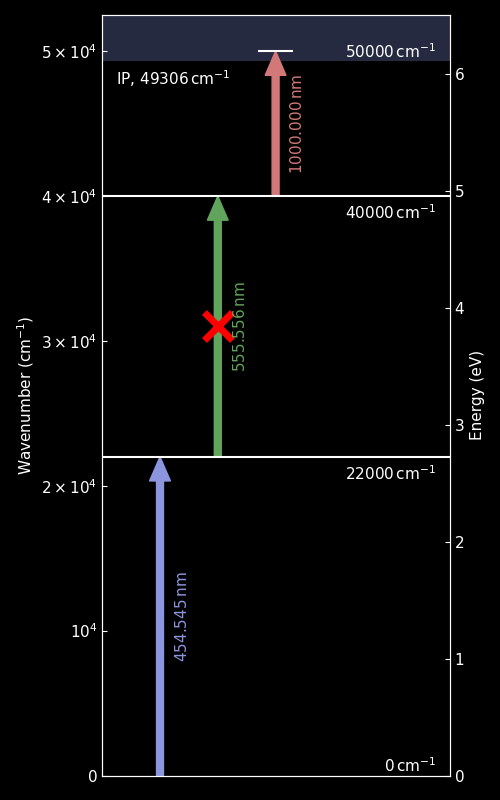 5 × 10⁴
50000 cm⁻¹
6
IP, 49306 cm⁻¹
1000.000 nm
4 × 10⁴
5
40000 cm⁻¹
555.556 nm
4
3 × 10⁴
Wavenumber (cm⁻¹)
Energy (eV)
3
22000 cm⁻¹
2 × 10⁴
2
454.545 nm
10⁴
1
0 cm⁻¹
0
0